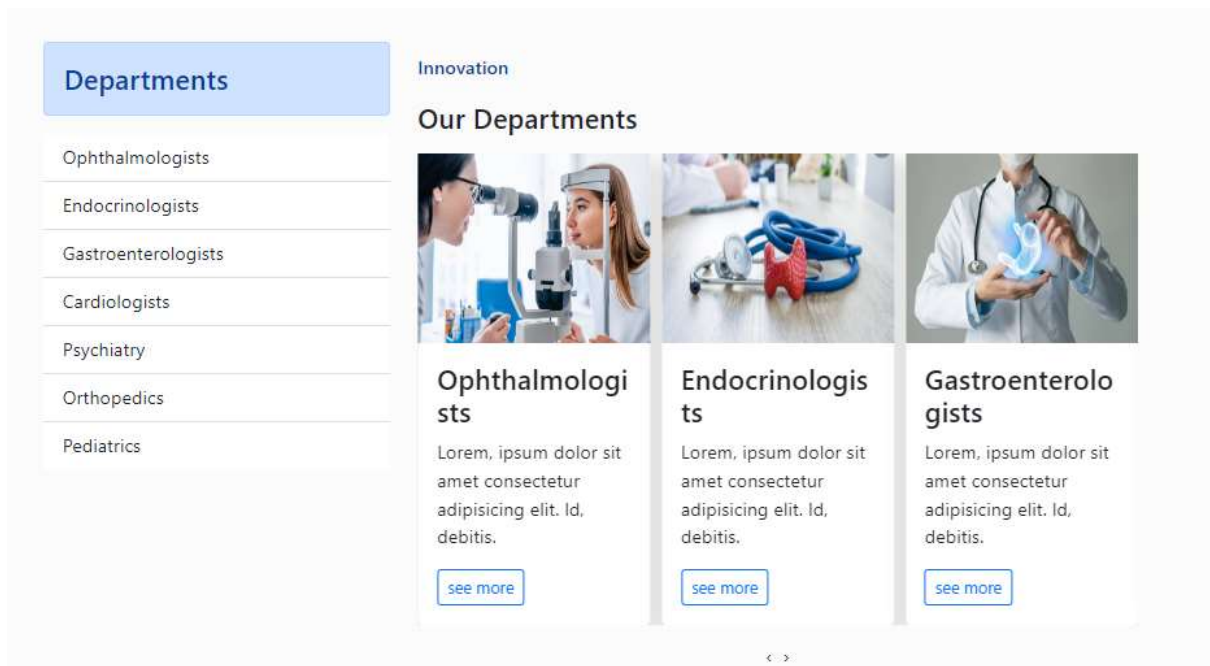 Departments
Ophthalmologists
Endocrinologists
Gastroenterologists
Cardiologists
Psychiatry
Orthopedics
Pediatrics
Innovation
Our Departments
Ophthalmologi
sts
Lorem, ipsum dolor sit
amet consectetur
adipisicing elit. Id,
debitis.
see more
Endocrinologis
ts
Lorem, ipsum dolor sit
amet consectetur
adipisicing elit. Id,
debitis.
see more
Gastroenterolo
gists
Lorem, ipsum dolor sit
amet consectetur
adipisicing elit. Id,
debitis.
see more
‹ ›